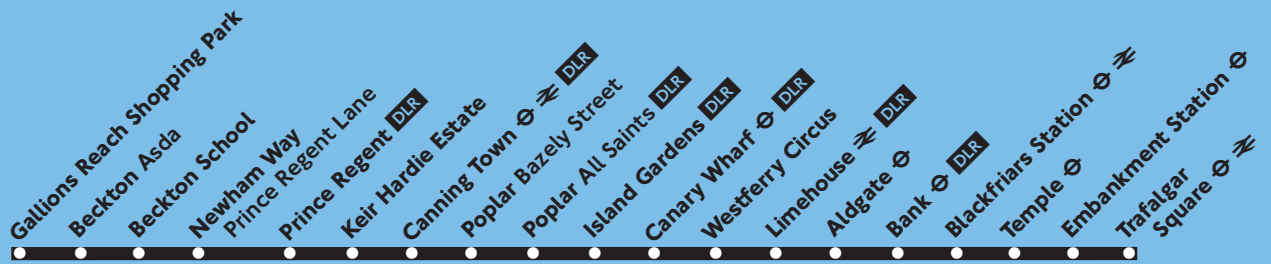 Gallions Reach Shopping Park
Beckton Asda
Beckton School
Newham Way
Prince Regent Lane
Prince Regent DLR
Keir Hardie Estate
Canning Town DLR
Poplar Bazely Street
Poplar All Saints DLR
Island Gardens DLR
Canary Wharf DLR
Westferry Circus
Limehouse DLR
Aldgate
Bank DLR
Blackfriars Station
Temple
Embankment Station
Trafalgar
Square